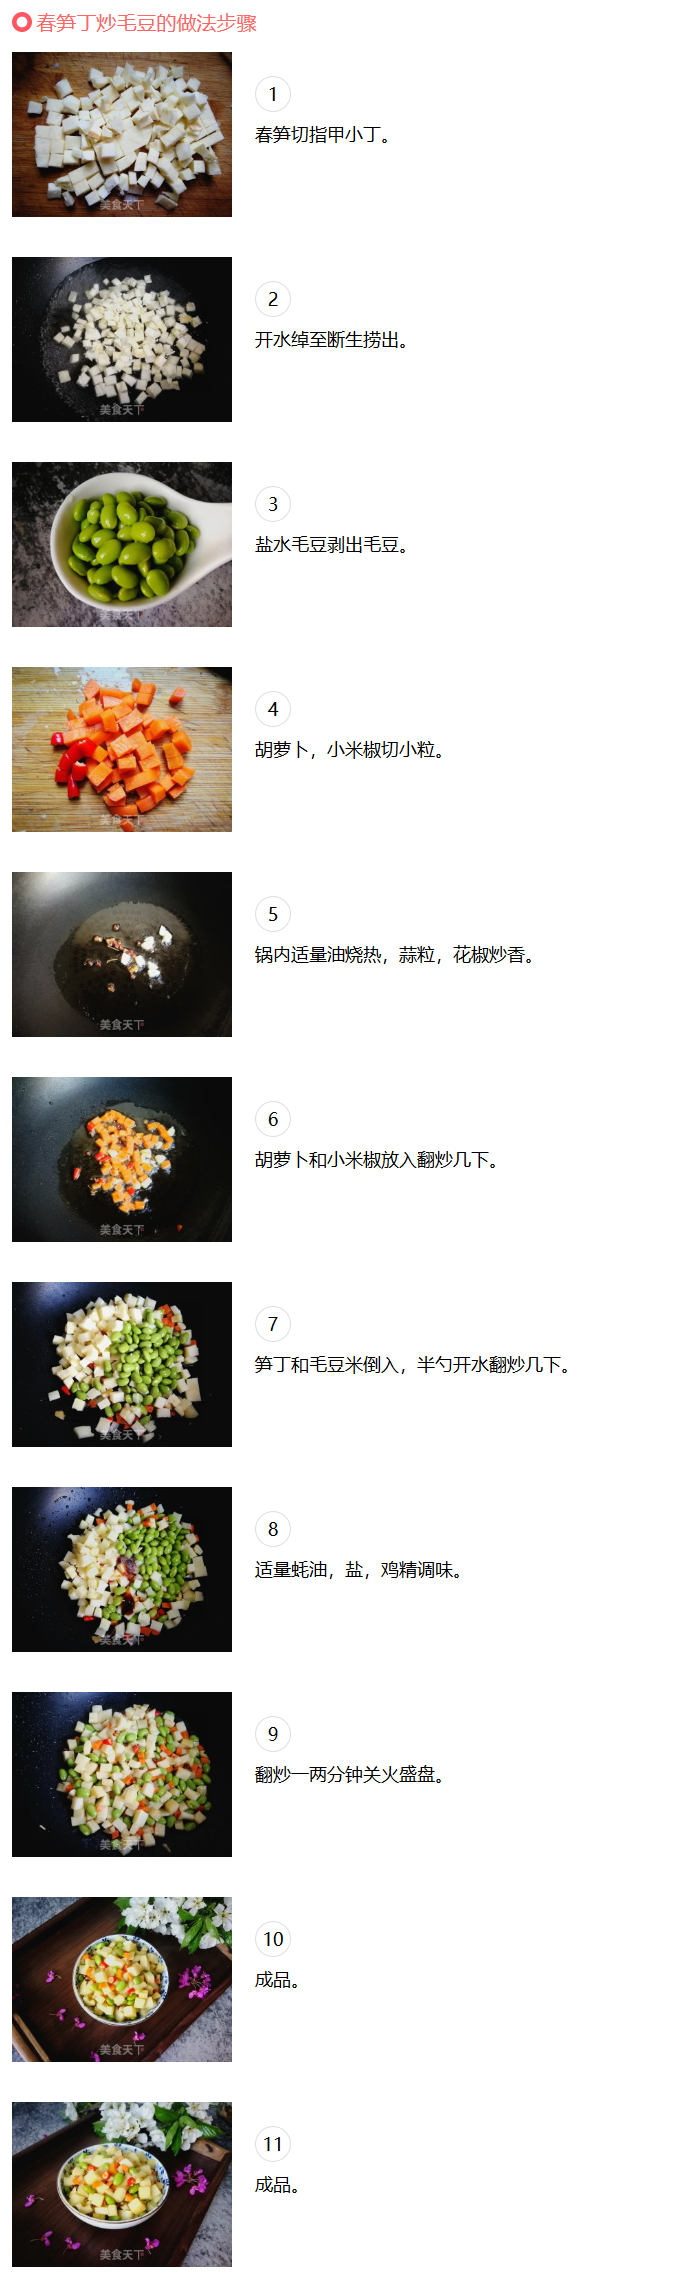 春笋丁炒毛豆的做法步骤
1
春笋切指甲小丁。
美食天下
2
开水绰至断生捞出。
美食天下
3
盐水毛豆剥出毛豆。
美食天下
4
胡萝卜，小米椒切小粒。
美食天下
5
锅内适量油烧热，蒜粒，花椒炒香。
美食天下
6
胡萝卜和小米椒放入翻炒几下。
美食天下
7
笋丁和毛豆米倒入，半勺开水翻炒几下。
美食天下
8
适量蚝油，盐，鸡精调味。
美食天下
9
翻炒一两分钟关火盛盘。
美食天下
10
成品。
美食天下
11
成品。
美食天下